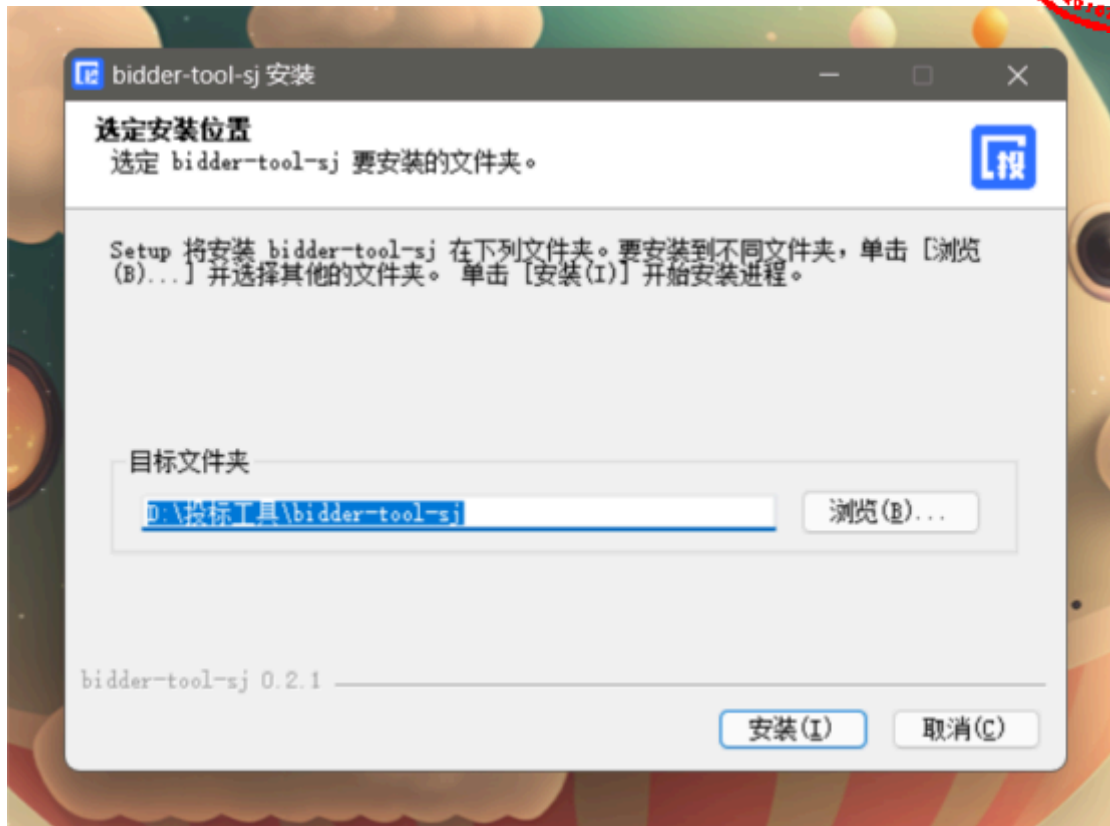 bidder-tool-sj 安装
选定安装位置
选定 bidder-tool-sj 要安装的文件夹。
投
Setup 将安装 bidder-tool-sj 在下列文件夹。要安装到不同文件夹，单击 [浏览
(B)...] 并选择其他的文件夹。 单击 [安装(I)] 开始安装进程。
目标文件夹
D:\投标工具\bidder-tool-sj
浏览(B)...
bidder-tool-sj 0.2.1
安装(I)
取消(C)